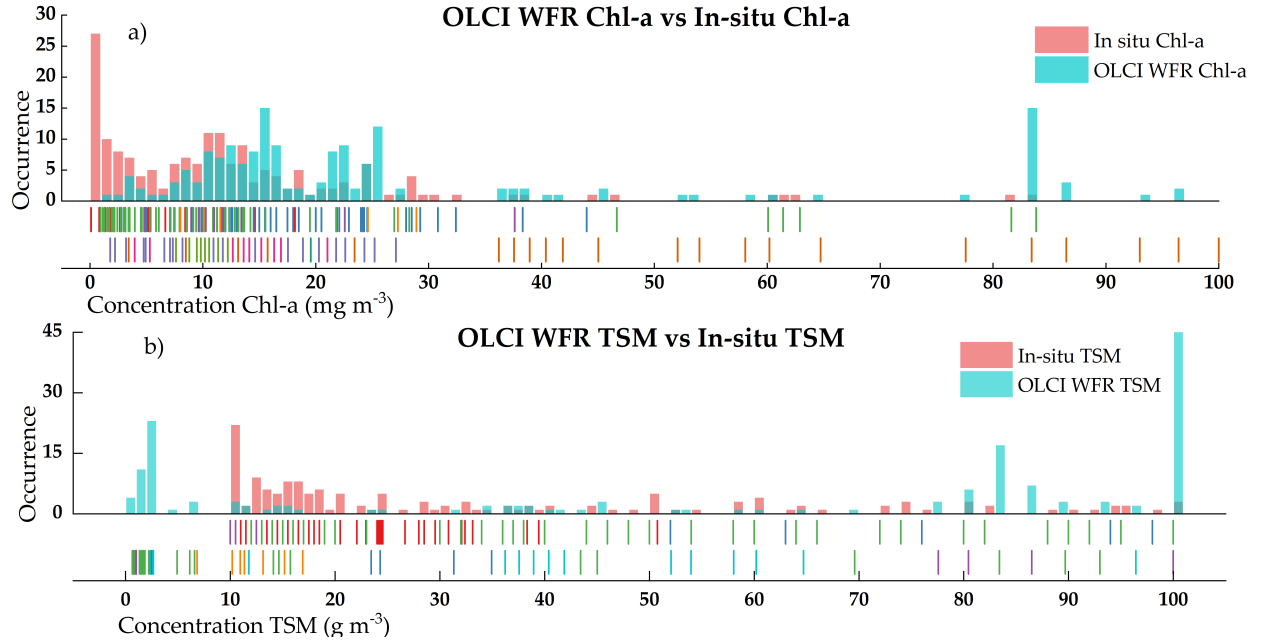 OLCI WFR Chl-a vs In-situ Chl-a
a)
In situ Chl-a
OLCI WFR Chl-a
Occurrence
30
25
20
15
10
5
0
0 10 20 30 40 50 60 70 80 90 100
Concentration Chl-a (mg m-3)
OLCI WFR TSM vs In-situ TSM
b)
In-situ TSM
OLCI WFR TSM
Occurrence
45
30
15
0
0 10 20 30 40 50 60 70 80 90 100
Concentration TSM (g m-3)